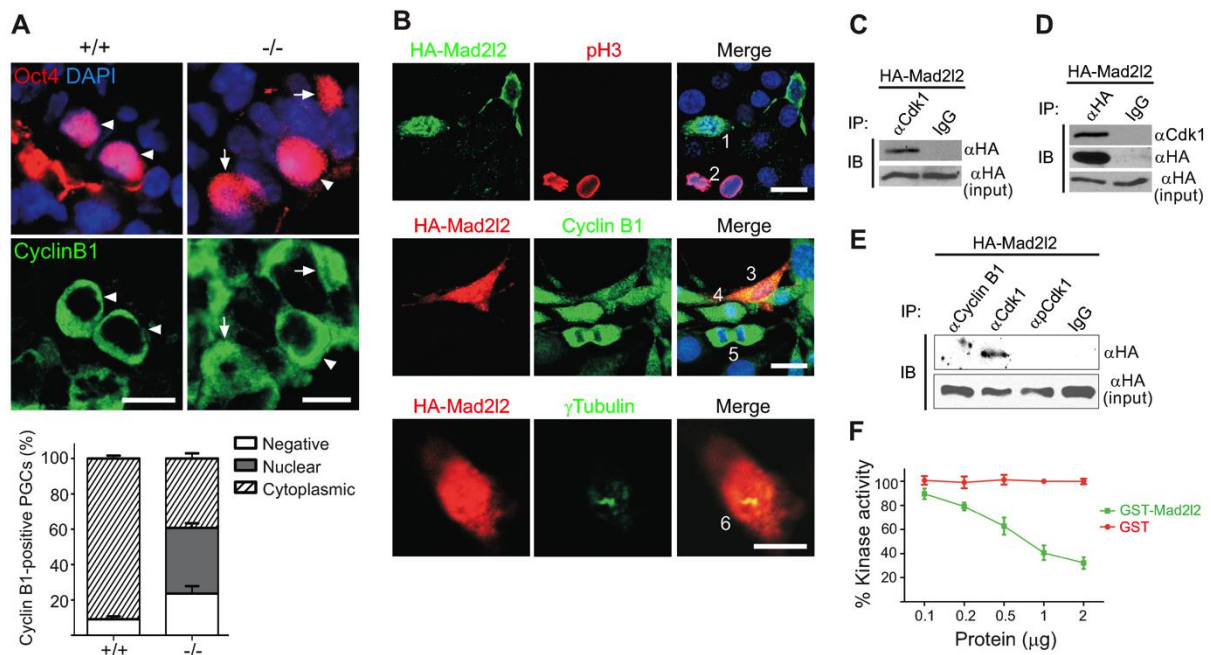 A
+/+
-/-
Oct4 DAPI
CyclinB1
Cyclin B1-positive PGCs (%)
100
80
60
40
20
+/+
-/-
Negative
Nuclear
Cytoplasmic
B
HA-Mad2l2
pH3
Merge
1
2
HA-Mad2l2
Cyclin B1
Merge
3
4
5
HA-Mad2l2
γTubulin
Merge
6
C
HA-Mad2l2
IP:
αCdk1
IgG
IB
αHA
αHA
(input)
D
HA-Mad2l2
IP:
αHA
IgG
IB
αCdk1
αHA
αHA
(input)
E
HA-Mad2l2
IP:
αCyclin B1
αCdk1
αpCdk1
IgG
IB
αHA
αHA
(input)
F
% Kinase activity
100
80
60
40
20
0.1
0.2
0.5
1
2
Protein (μg)
GST-Mad2l2
GST